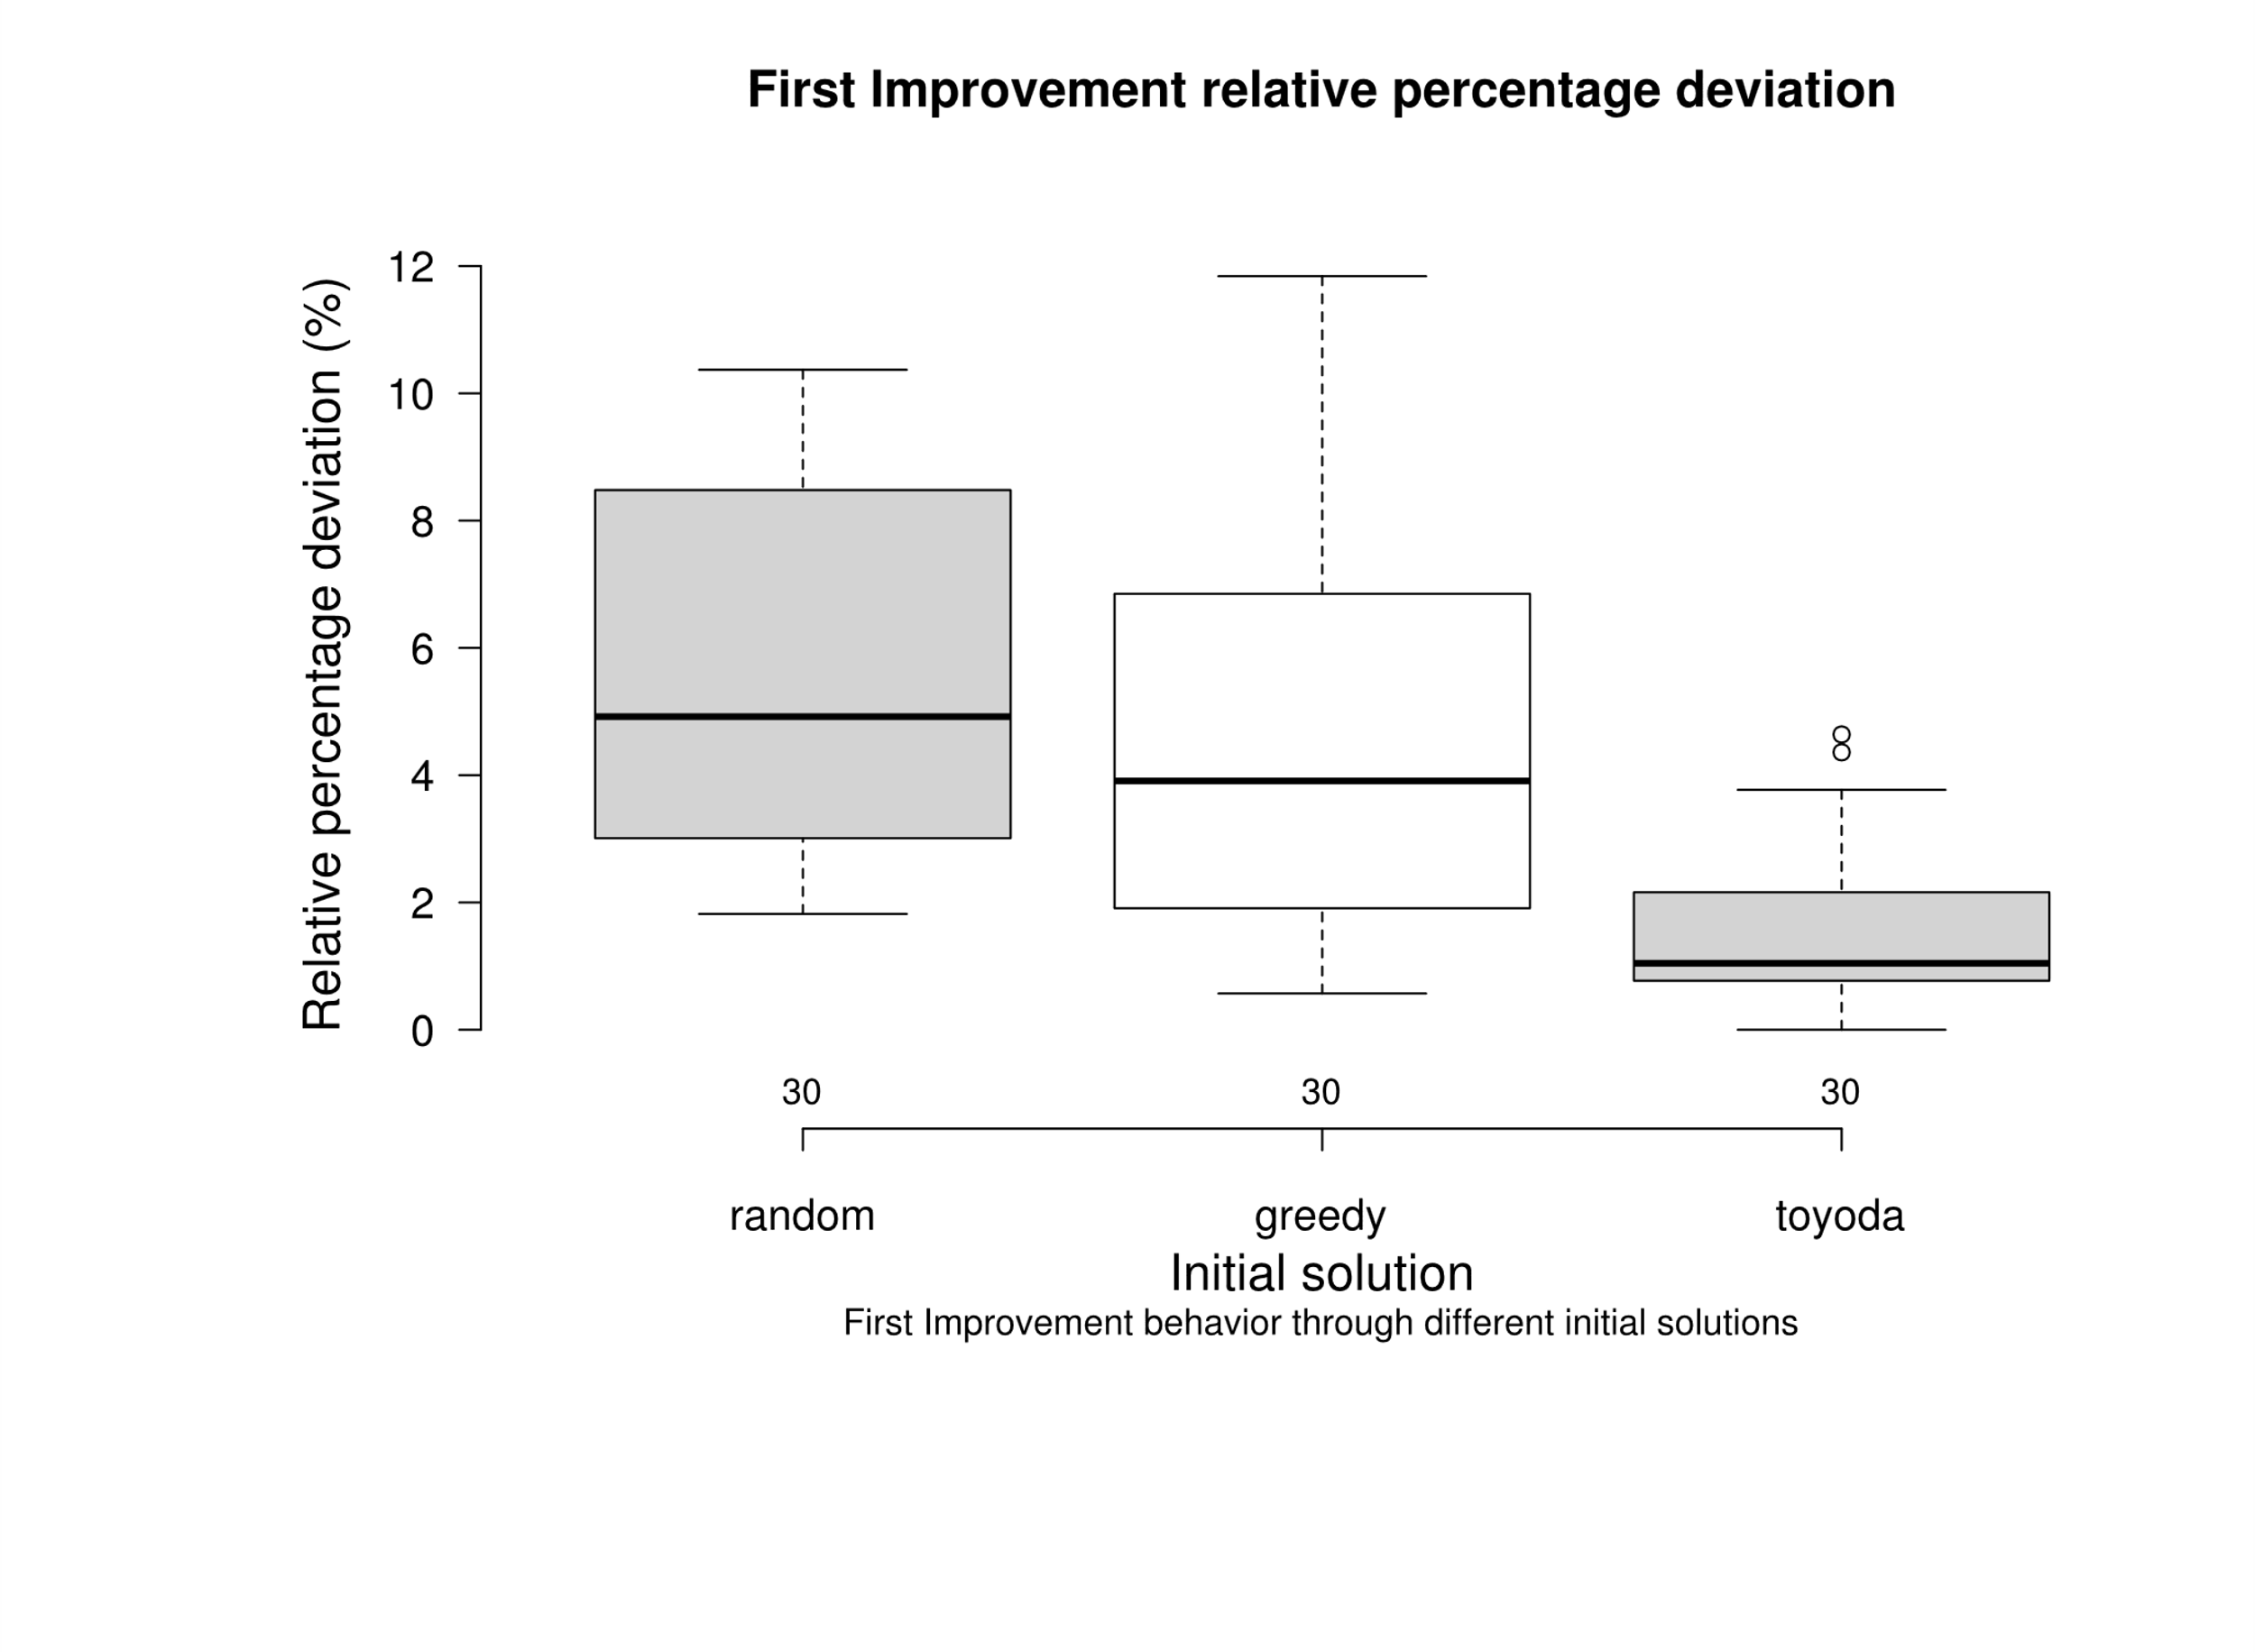 First Improvement relative percentage deviation
Relative percentage deviation (%)
12
10
8
6
4
2
0
30 30 30
random greedy toyoda
Initial solution
First Improvement behavior through different initial solutions